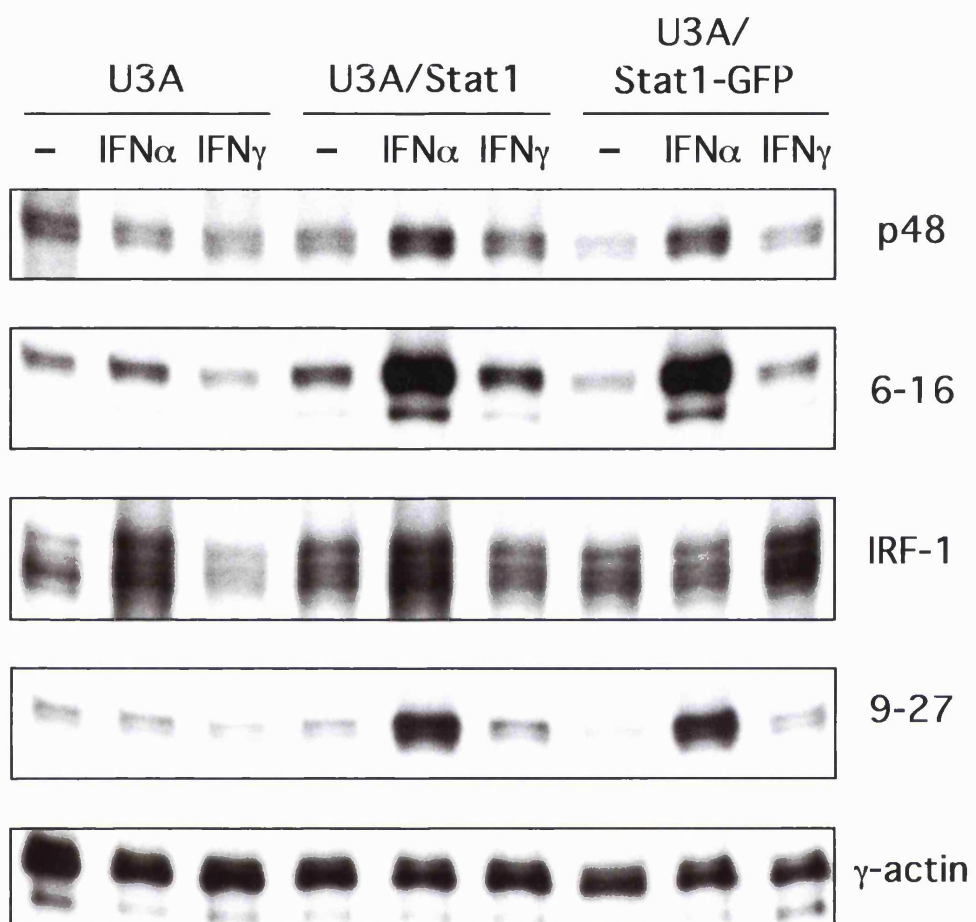 U3A
U3A/Stat1
U3A/
Stat1-GFP
– IFNα IFNγ – IFNα IFNγ – IFNα IFNγ
p48
6-16
IRF-1
9-27
γ-actin